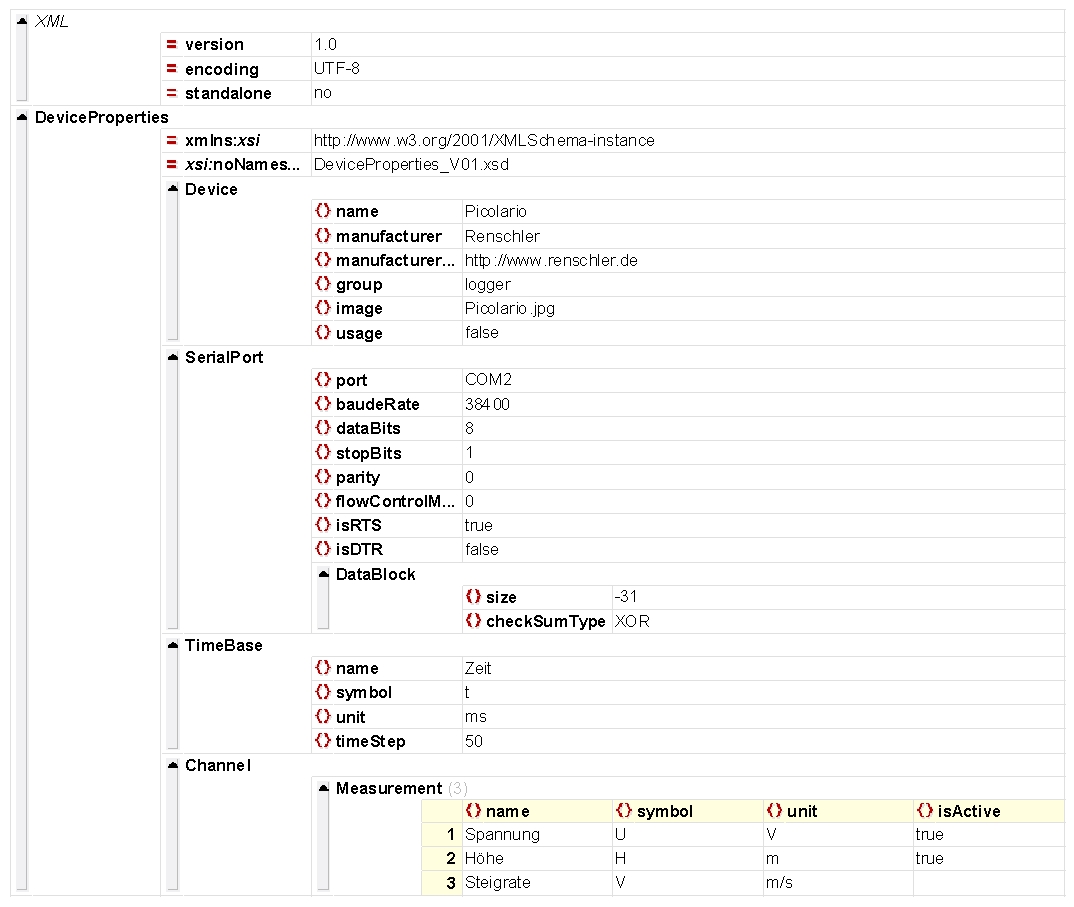 XML
= version 1.0
= encoding UTF-8
= standalone no
DeviceProperties
= xmlns:xsi http://www.w3.org/2001/XMLSchema-instance
= xsi:noNames... DeviceProperties_V01.xsd
Device
{} name Picolario
{} manufacturer Renschler
{} manufacturer... http://www.renschler.de
{} group logger
{} image Picolario.jpg
{} usage false
SerialPort
{} port COM2
{} baudeRate 38400
{} dataBits 8
{} stopBits 1
{} parity 0
{} flowControlM... 0
{} isRTS true
{} isDTR false
DataBlock
{} size -31
{} checkSumType XOR
TimeBase
{} name Zeit
{} symbol t
{} unit ms
{} timeStep 50
Channel
Measurement (3)
{} name {} symbol {} unit {} isActive
1 Spannung U V true
2 Höhe H m true
3 Steigrate V m/s